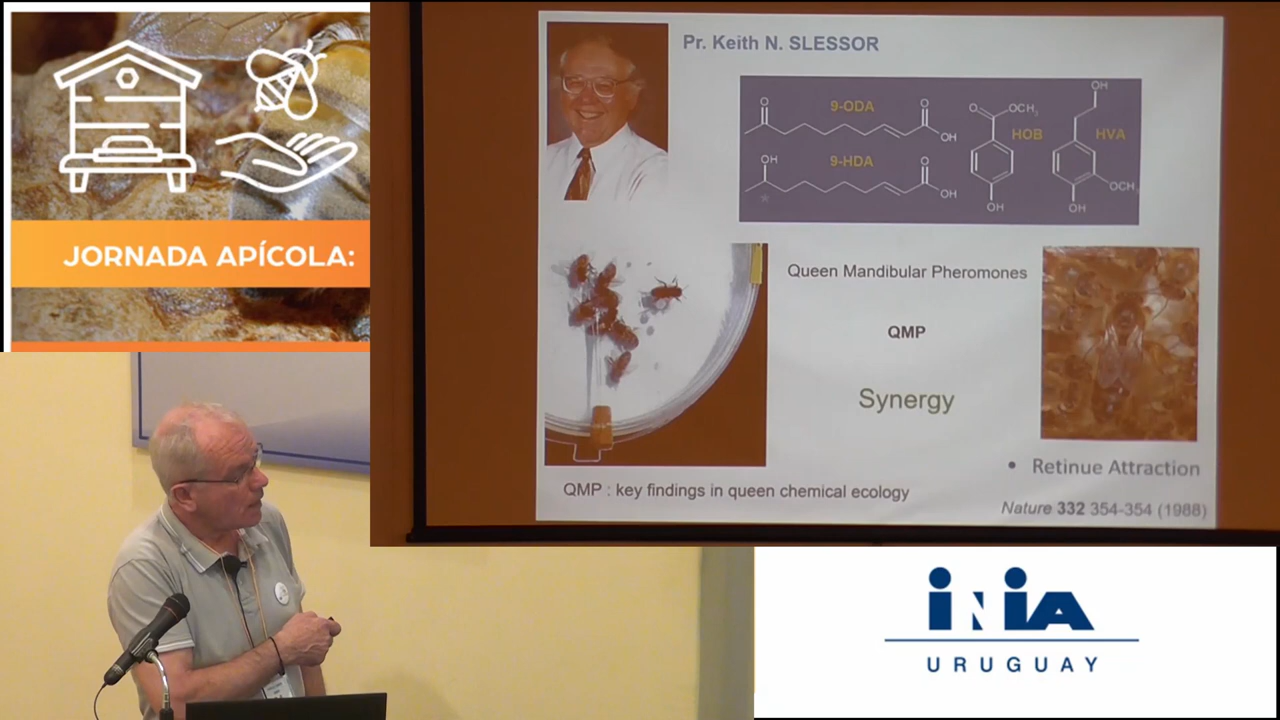 JORNADA APÍCOLA:
Pr. Keith N. SLESSOR
9-ODA
O
O
OH
9-HDA
OH
O
OH
O
OCH3
HOB
OH
OH
HVA
OCH3
OH
Queen Mandibular Pheromones
QMP
Synergy
• Retinue Attraction
QMP : key findings in queen chemical ecology
Nature 332 354-354 (1988)
INIA
URUGUAY